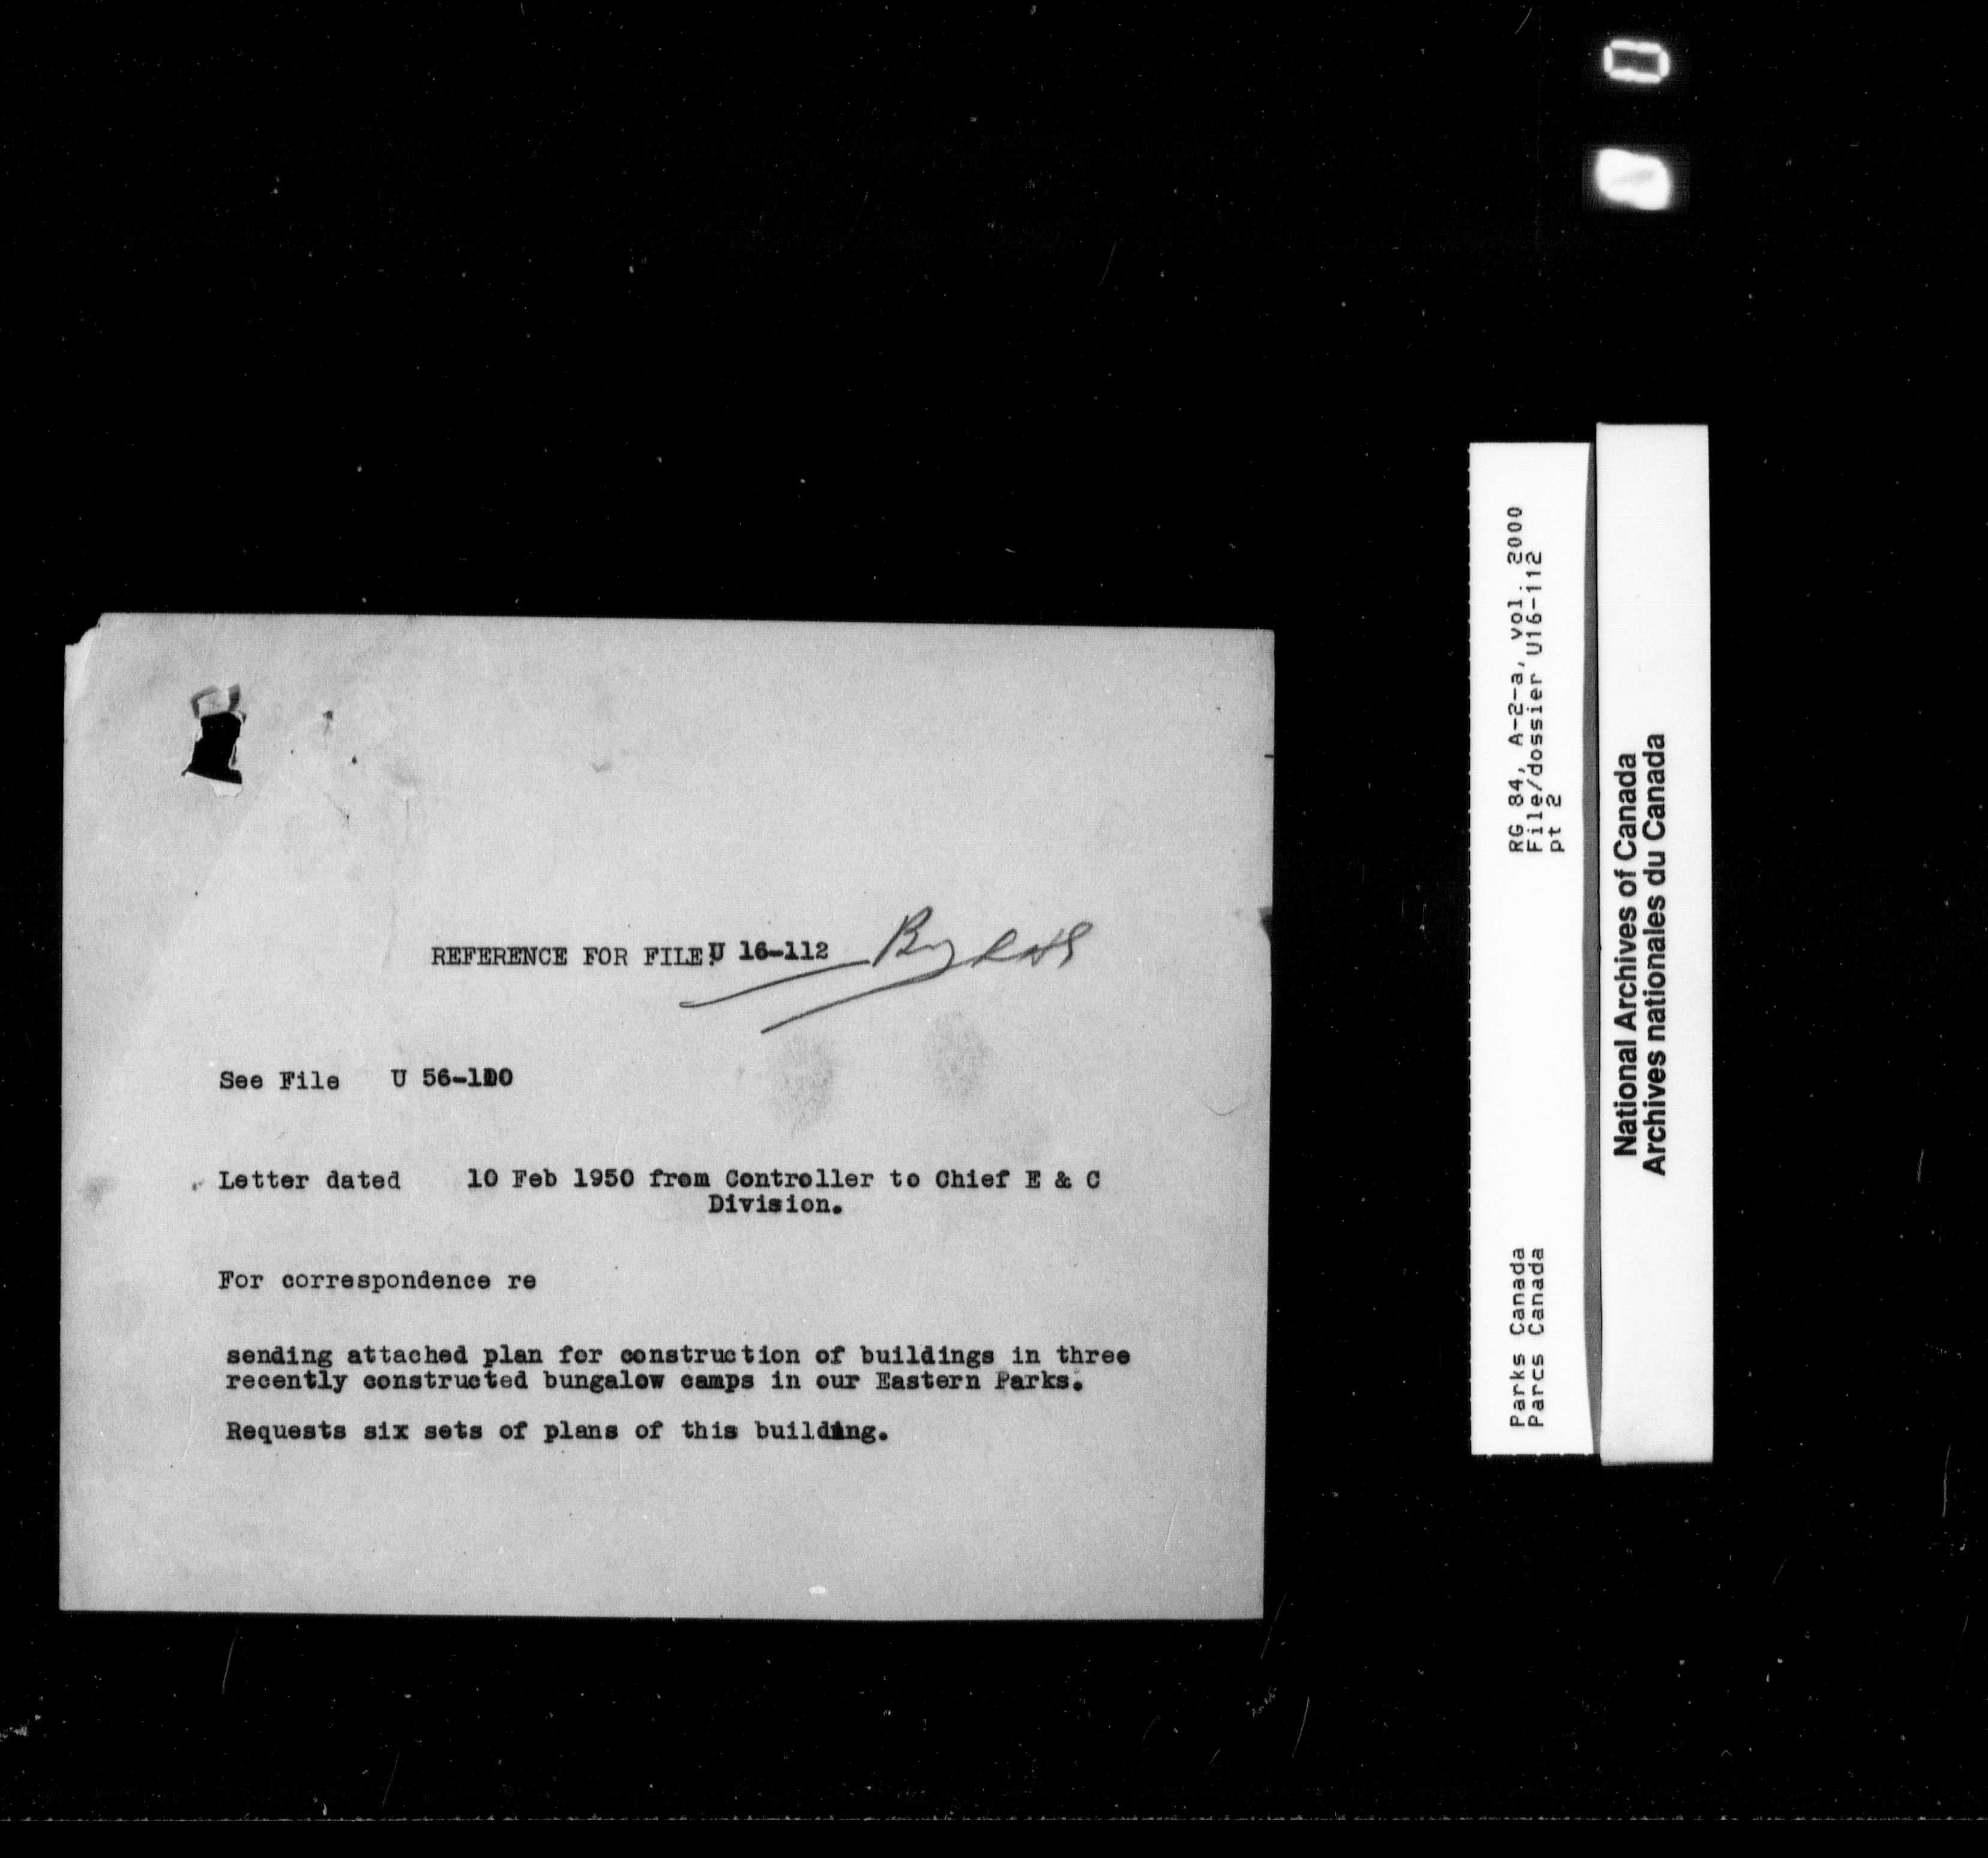 REFERENCE FOR FILE: U 16-112
See File U 56-100
Letter dated 10 Feb 1950 from Controller to Chief E & C
Division.
For correspondence re
sending attached plan for construction of buildings in three
recently constructed bungalow camps in our Eastern Parks.
Requests six sets of plans of this building.
RG 84, A-2-a, vol. 2000
File/dossier U16-112
pt 2
Parks Canada
Parcs Canada
National Archives of Canada
Archives nationales du Canada
0